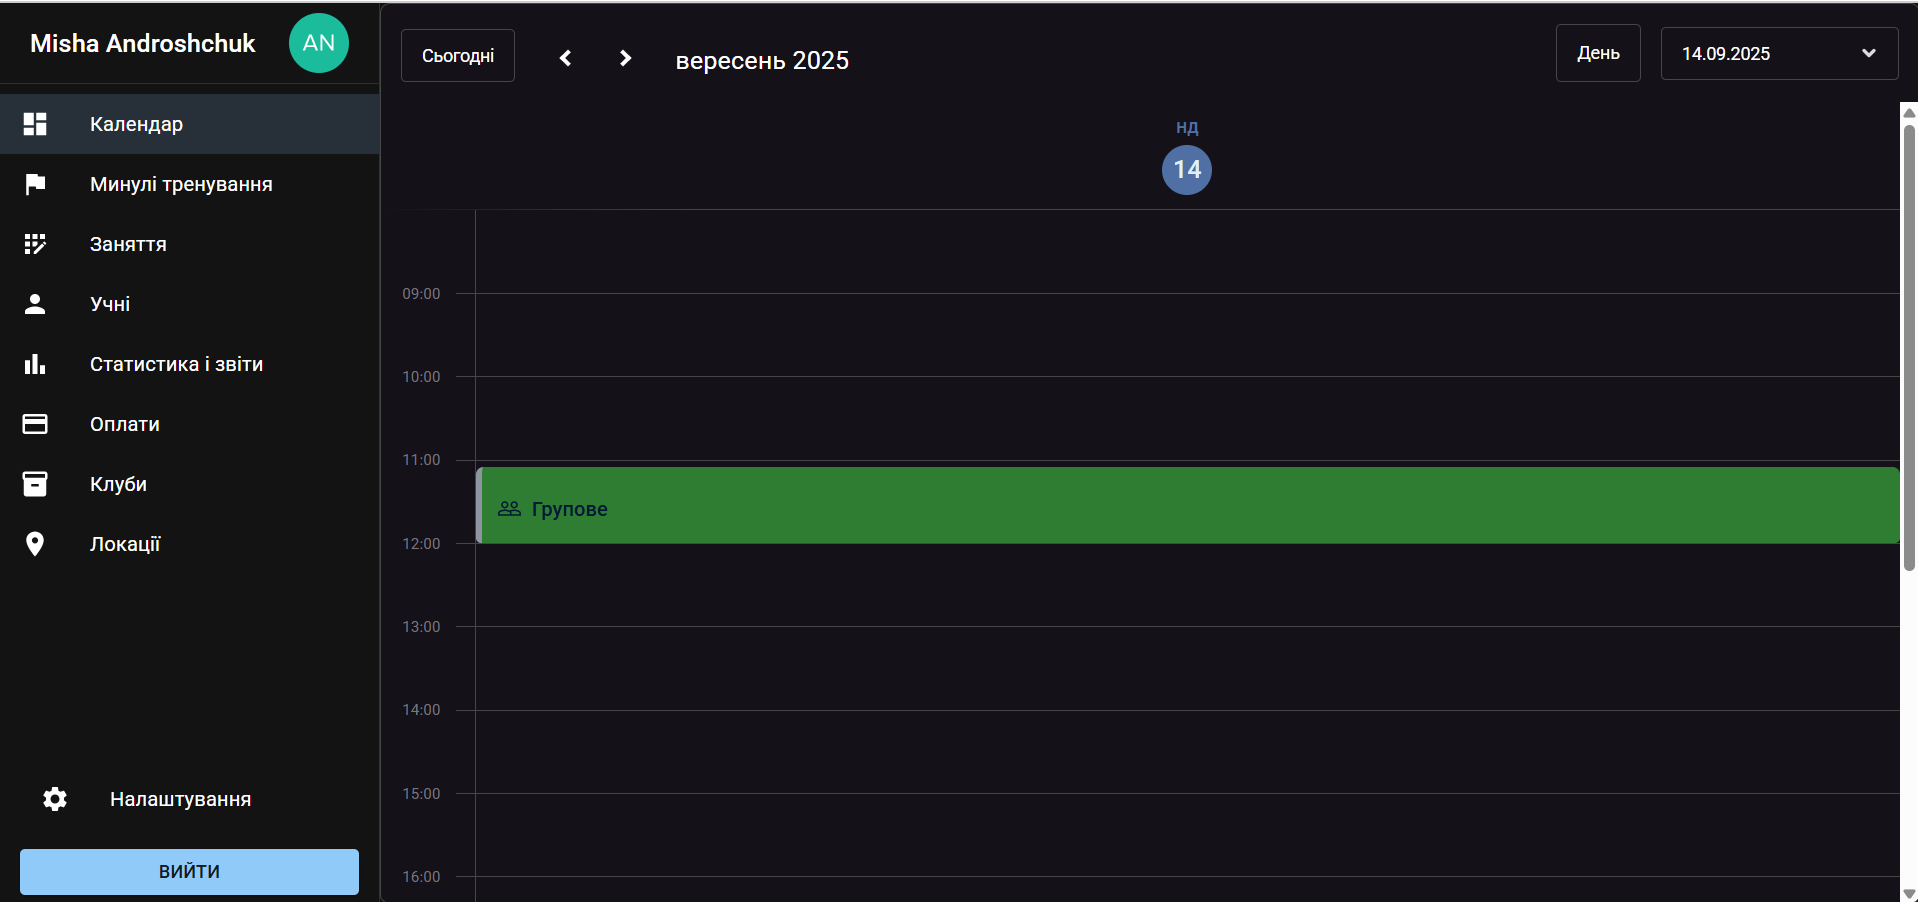 Misha Androshchuk
AN
Календар
Минулі тренування
Заняття
Учні
Статистика і звіти
Оплати
Клуби
Локації
Налаштування
ВИЙТИ
Сьогодні
вересень 2025
День
14.09.2025
НД
14
09:00
10:00
11:00
Групове
12:00
13:00
14:00
15:00
16:00